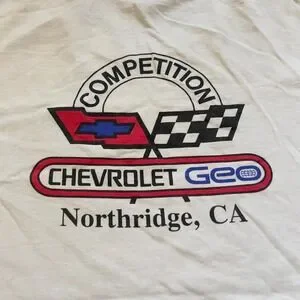 COMPETITION
CHEVROLET Geo
Northridge, CA